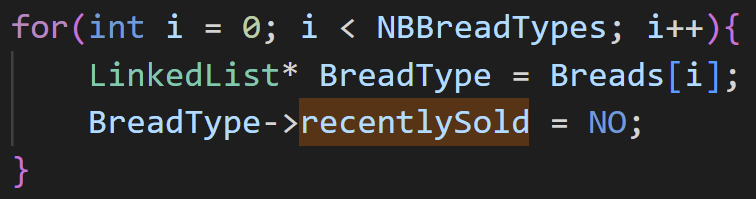 for(int i = 0; i < NBBreadTypes; i++){
    LinkedList* BreadType = Breads[i];
    BreadType->recentlySold = NO;
}